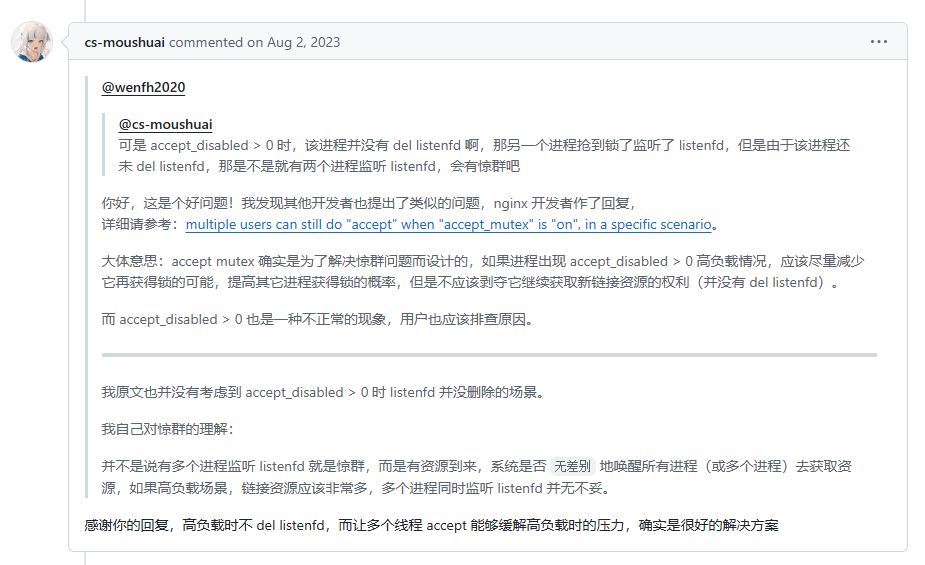 cs-moushuai commented on Aug 2, 2023
@wenfh2020
@cs-moushuai
可是 accept_disabled > 0 时，该进程并没有 del listenfd 啊，那另一个进程抢到锁了监听了 listenfd，但是由于该进程还
未 del listenfd，那是不是就有两个进程监听 listenfd，会有惊群吧
你好，这是个好问题！我发现其他开发者也提出了类似的问题，nginx 开发者作了回复，
详细请参考：multiple users can still do "accept" when "accept_mutex" is "on", in a specific scenario。
大体意思：accept mutex 确实是为了解决惊群问题而设计的，如果进程出现 accept_disabled > 0 高负载情况，应该尽量减少
它再获得锁的可能，提高其它进程获得锁的概率，但是不应该剥夺它继续获取新链接资源的权利（并没有 del listenfd）。
而 accept_disabled > 0 也是一种不正常的现象，用户也应该排查原因。
我原文也并没有考虑到 accept_disabled > 0 时 listenfd 并没删除的场景。
我自己对惊群的理解：
并不是说有多个进程监听 listenfd 就是惊群，而是有资源到来，系统是否 无差别 地唤醒所有进程（或多个进程）去获取资
源，如果高负载场景，链接资源应该非常多，多个进程同时监听 listenfd 并无不妥。
感谢你的回复，高负载时不 del listenfd，而让多个线程 accept 能够缓解高负载时的压力，确实是很好的解决方案